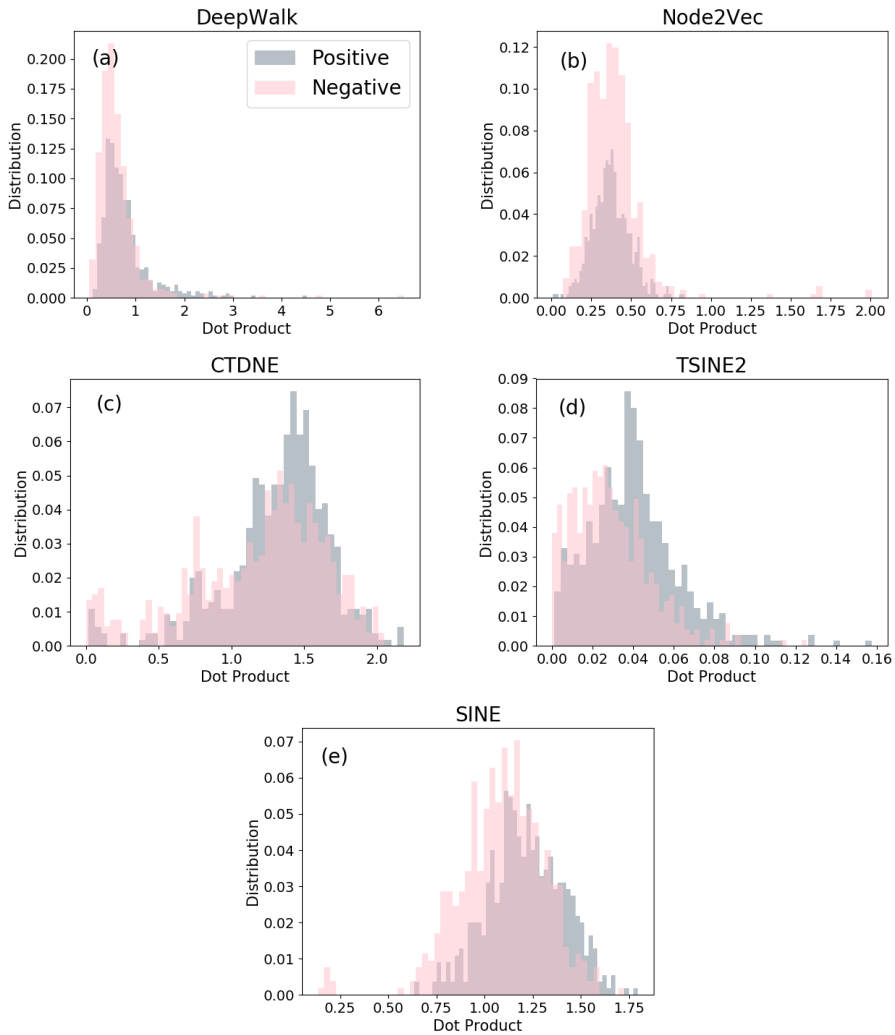 DeepWalk
(a)
Positive
Negative
0.200
0.175
0.150
0.125
0.100
0.075
0.050
0.025
0.000
Distribution
0 1 2 3 4 5 6
Dot Product
Node2Vec
(b)
0.12
0.10
0.08
0.06
0.04
0.02
0.00
Distribution
0.00 0.25 0.50 0.75 1.00 1.25 1.50 1.75 2.00
Dot Product
CTDNE
(c)
0.07
0.06
0.05
0.04
0.03
0.02
0.01
0.00
Distribution
0.0 0.5 1.0 1.5 2.0
Dot Product
TSINE2
(d)
0.09
0.08
0.07
0.06
0.05
0.04
0.03
0.02
0.01
0.00
Distribution
0.00 0.02 0.04 0.06 0.08 0.10 0.12 0.14 0.16
Dot Product
SINE
(e)
0.07
0.06
0.05
0.04
0.03
0.02
0.01
0.00
Distribution
0.25 0.50 0.75 1.00 1.25 1.50 1.75
Dot Product